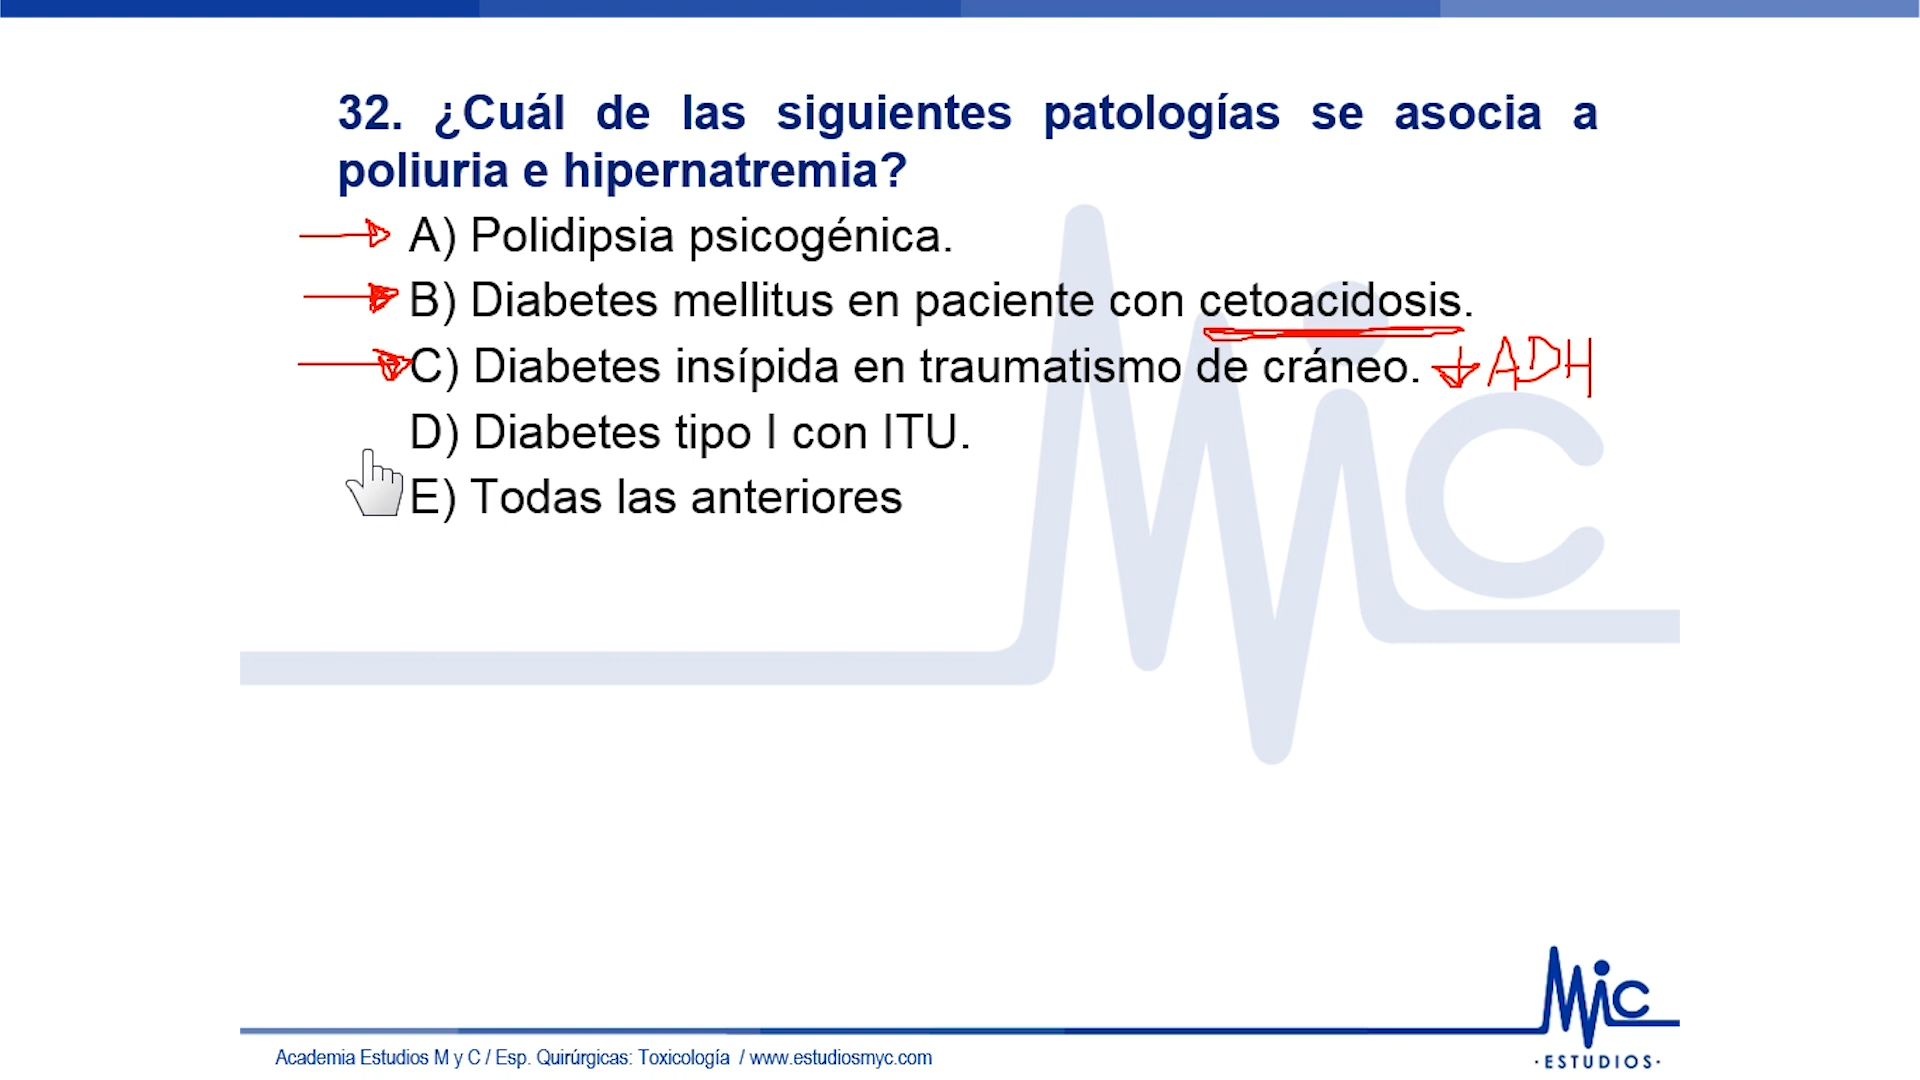 32. ¿Cuál de las siguientes patologías se asocia a
poliuria e hipernatremia?
A) Polidipsia psicogénica.
B) Diabetes mellitus en paciente con cetoacidosis.
C) Diabetes insípida en traumatismo de cráneo. ↓ ADH
D) Diabetes tipo I con ITU.
E) Todas las anteriores
MiC
MiC
·ESTUDIOS·
Academia Estudios M y C / Esp. Quirúrgicas: Toxicología / www.estudiosmyc.com